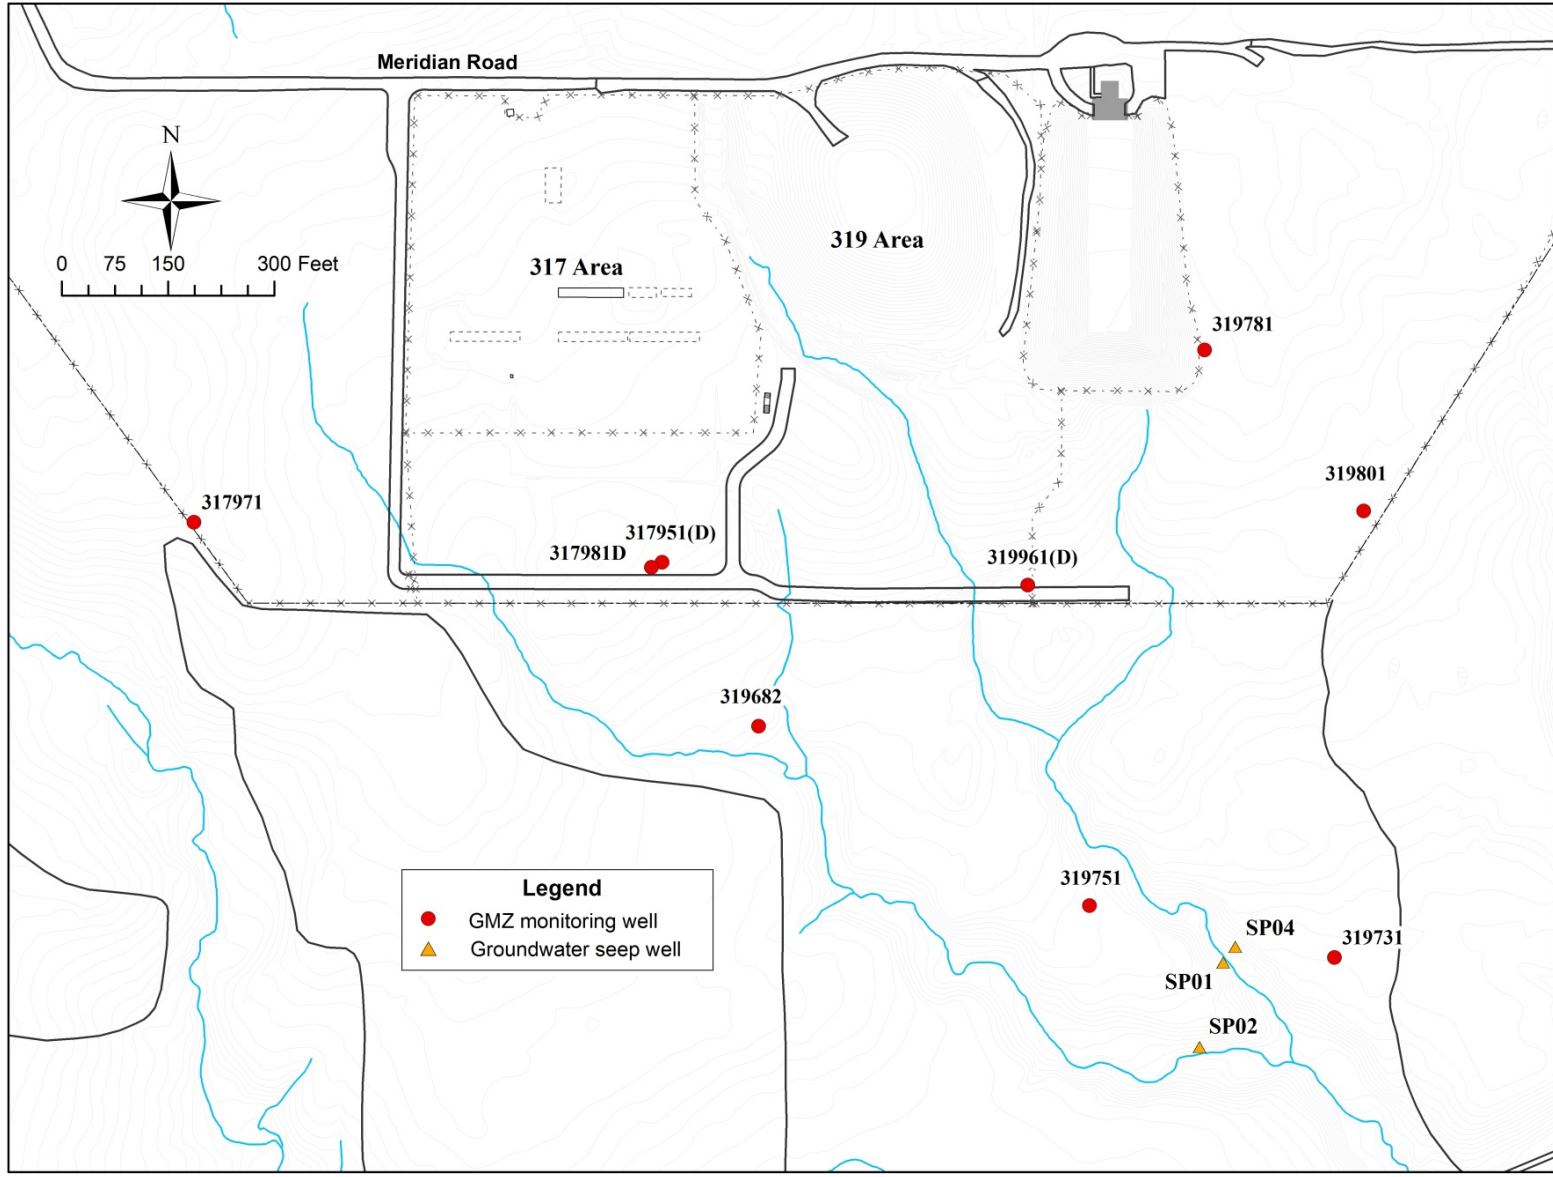 Meridian Road
N
0 75 150 300 Feet
317 Area
319 Area
319781
319801
317971
317951(D)
317981D
319961(D)
319682
319751
SP04
319731
SP01
SP02
Legend
GMZ monitoring well
Groundwater seep well